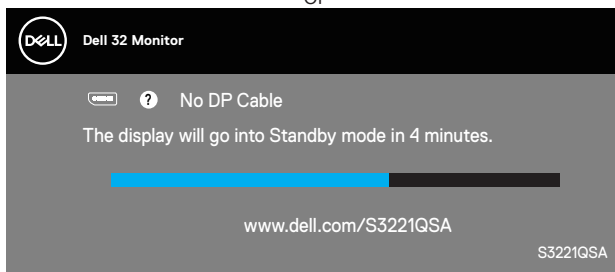 or
DELL
Dell 32 Monitor
? No DP Cable
The display will go into Standby mode in 4 minutes.
www.dell.com/S3221QSA
S3221QSA